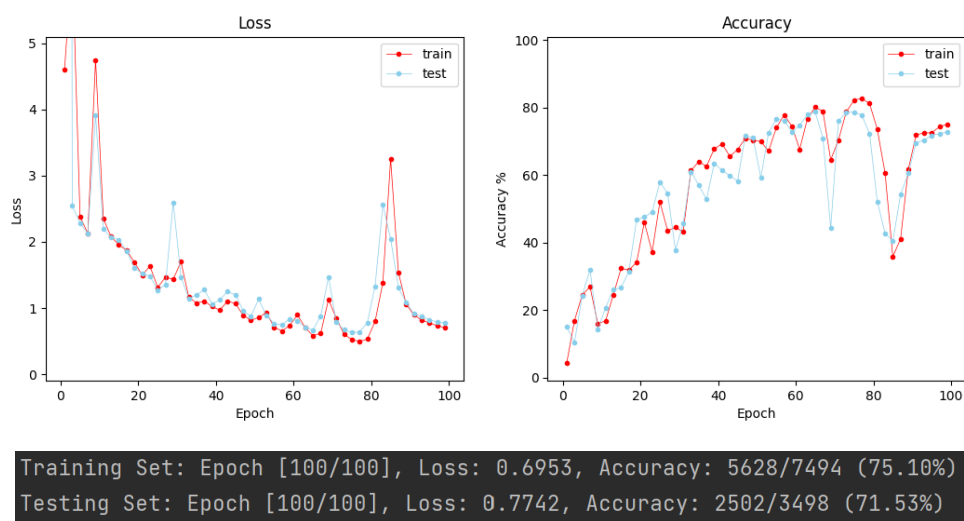 Loss
5
4
3
2
1
0
Loss
0
20
40
60
80
100
Epoch
train
test
Accuracy
100
80
60
40
20
0
Accuracy %
0
20
40
60
80
100
Epoch
train
test
Training Set: Epoch [100/100], Loss: 0.6953, Accuracy: 5628/7494 (75.10%)
Testing Set: Epoch [100/100], Loss: 0.7742, Accuracy: 2502/3498 (71.53%)